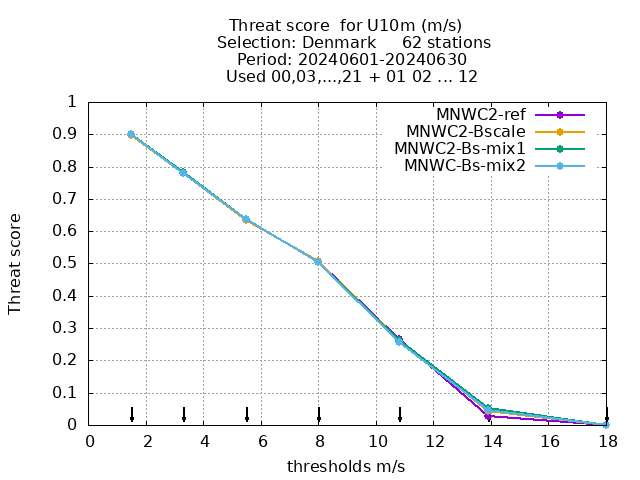 Threat score  for U10m (m/s)
Selection: Denmark     62 stations
Period: 20240601-20240630
Used 00,03,...,21 + 01 02 ... 12
MNWC2-ref
MNWC2-Bscale
MNWC2-Bs-mix1
MNWC-Bs-mix2
1
0.9
0.8
0.7
0.6
0.5
0.4
0.3
0.2
0.1
0
Threat score
0 2 4 6 8 10 12 14 16 18
thresholds m/s